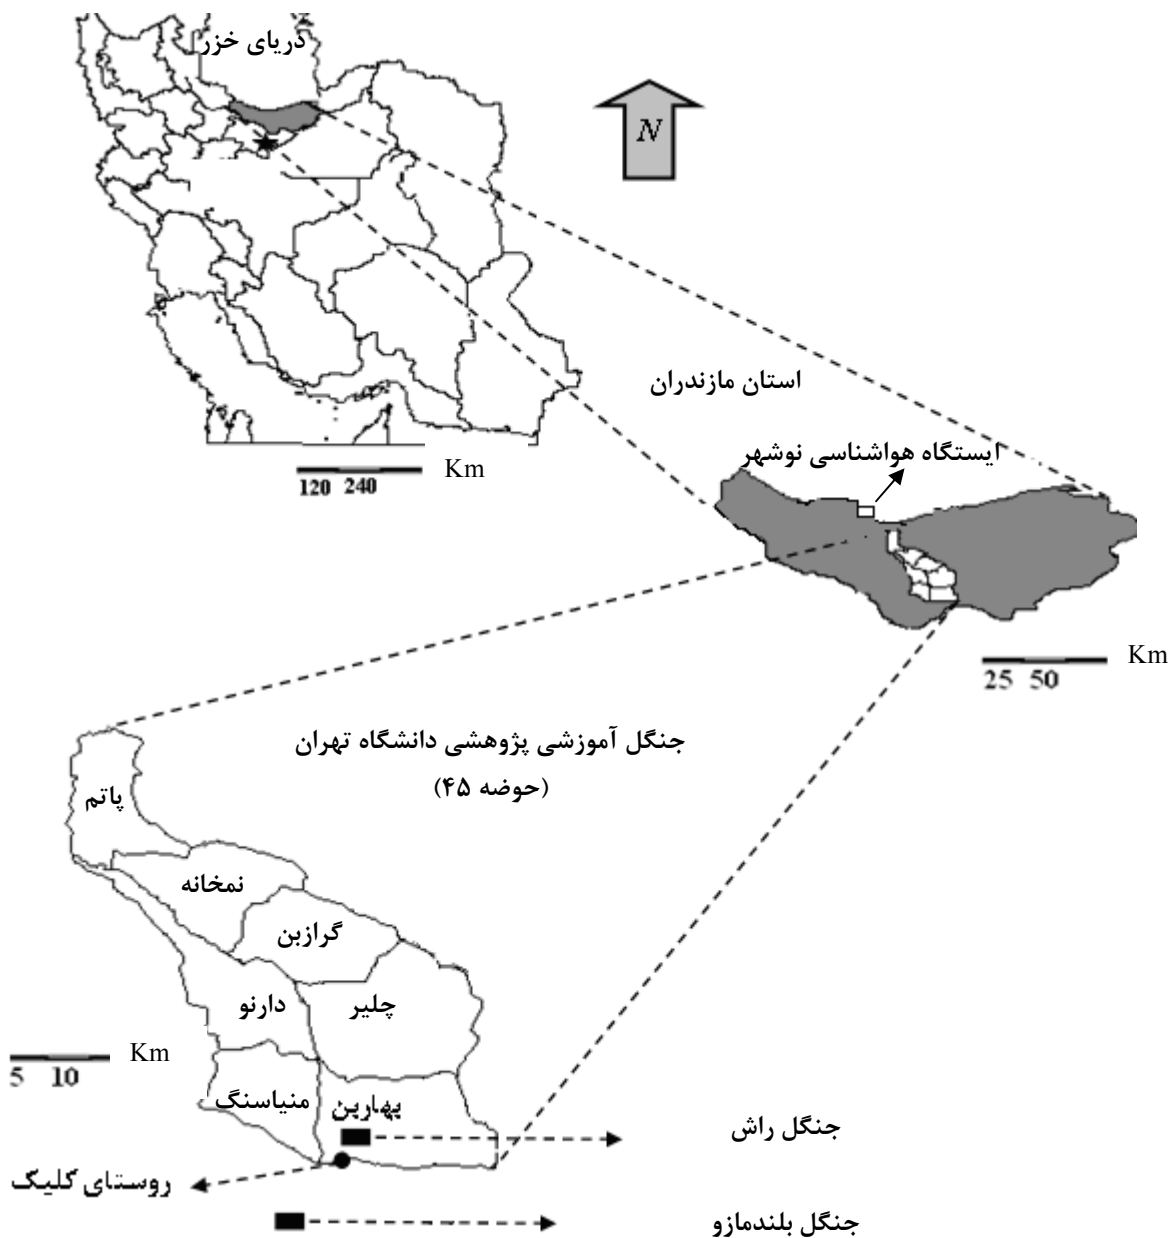 دریای خزر
N
استان مازندران
ایستگاه هواشناسی نوشهر
Km
120 240
Km
25 50
جنگل آموزشی پژوهشی دانشگاه تهران
(حوضه ۴۵)
پاتم
نمخانه
گرازبن
دارنو
چلیر
Km
5 10
منیاسنگ
بهاربن
جنگل راش
روستای کلیک
جنگل بلندمازو